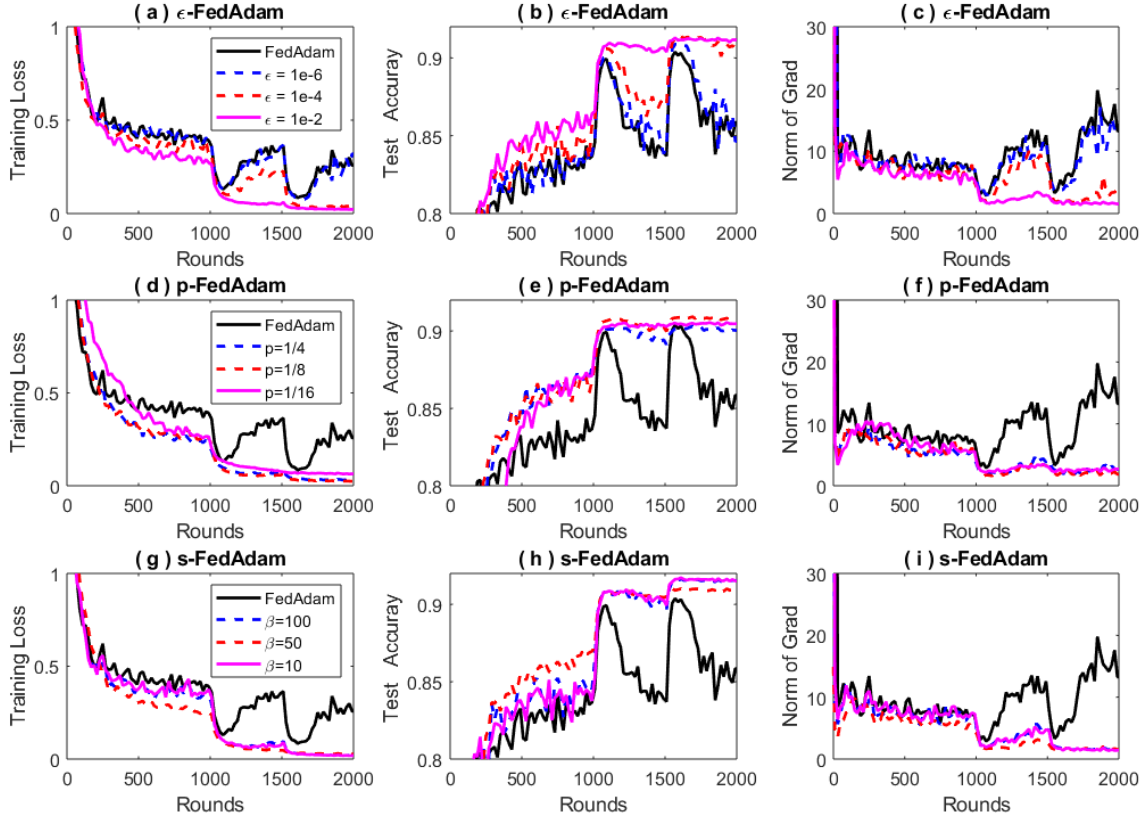 ( a ) ϵ-FedAdam
Training Loss
1
0.5
0
FedAdam
ϵ = 1e-6
ϵ = 1e-4
ϵ = 1e-2
0 500 1000 1500 2000
Rounds
( b ) ϵ-FedAdam
Test Accuray
0.9
0.85
0.8
0 500 1000 1500 2000
Rounds
( c ) ϵ-FedAdam
Norm of Grad
30
20
10
0
0 500 1000 1500 2000
Rounds
( d ) p-FedAdam
Training Loss
1
0.5
0
FedAdam
p=1/4
p=1/8
p=1/16
0 500 1000 1500 2000
Rounds
( e ) p-FedAdam
Test Accuray
0.9
0.85
0.8
0 500 1000 1500 2000
Rounds
( f ) p-FedAdam
Norm of Grad
30
20
10
0
0 500 1000 1500 2000
Rounds
( g ) s-FedAdam
Training Loss
1
0.5
0
FedAdam
β=100
β=50
β=10
0 500 1000 1500 2000
Rounds
( h ) s-FedAdam
Test Accuray
0.9
0.85
0.8
0 500 1000 1500 2000
Rounds
( i ) s-FedAdam
Norm of Grad
30
20
10
0
0 500 1000 1500 2000
Rounds